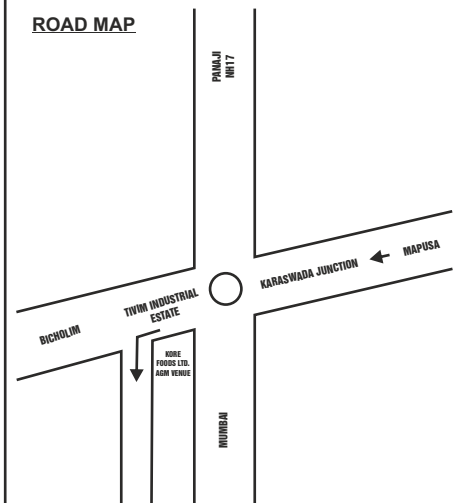 ROAD MAP
PANAJI
NH17
MAPUSA
KARASWADA JUNCTION
TIVIM INDUSTRIAL
ESTATE
BICHOLIM
KORE
FOODS LTD.
AGM VENUE
MUMBAI